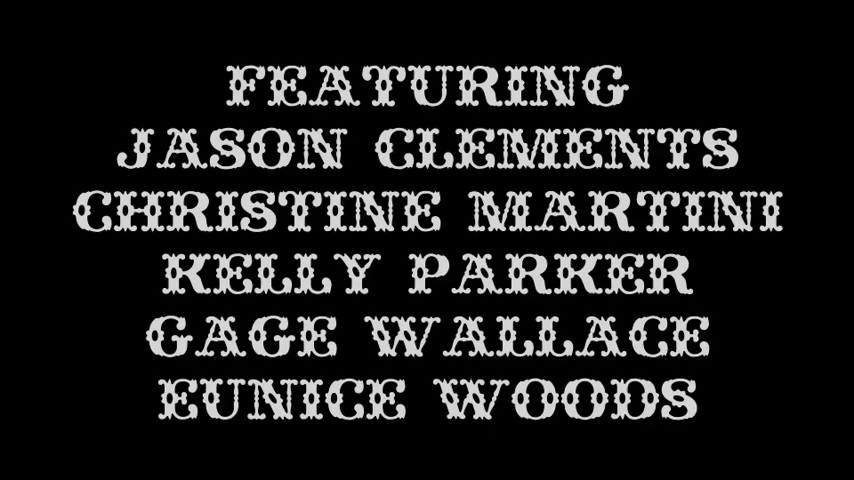 FEATURING
JASON CLEMENTS
CHRISTINE MARTINI
KELLY PARKER
GAGE WALLACE
EUNICE WOODS